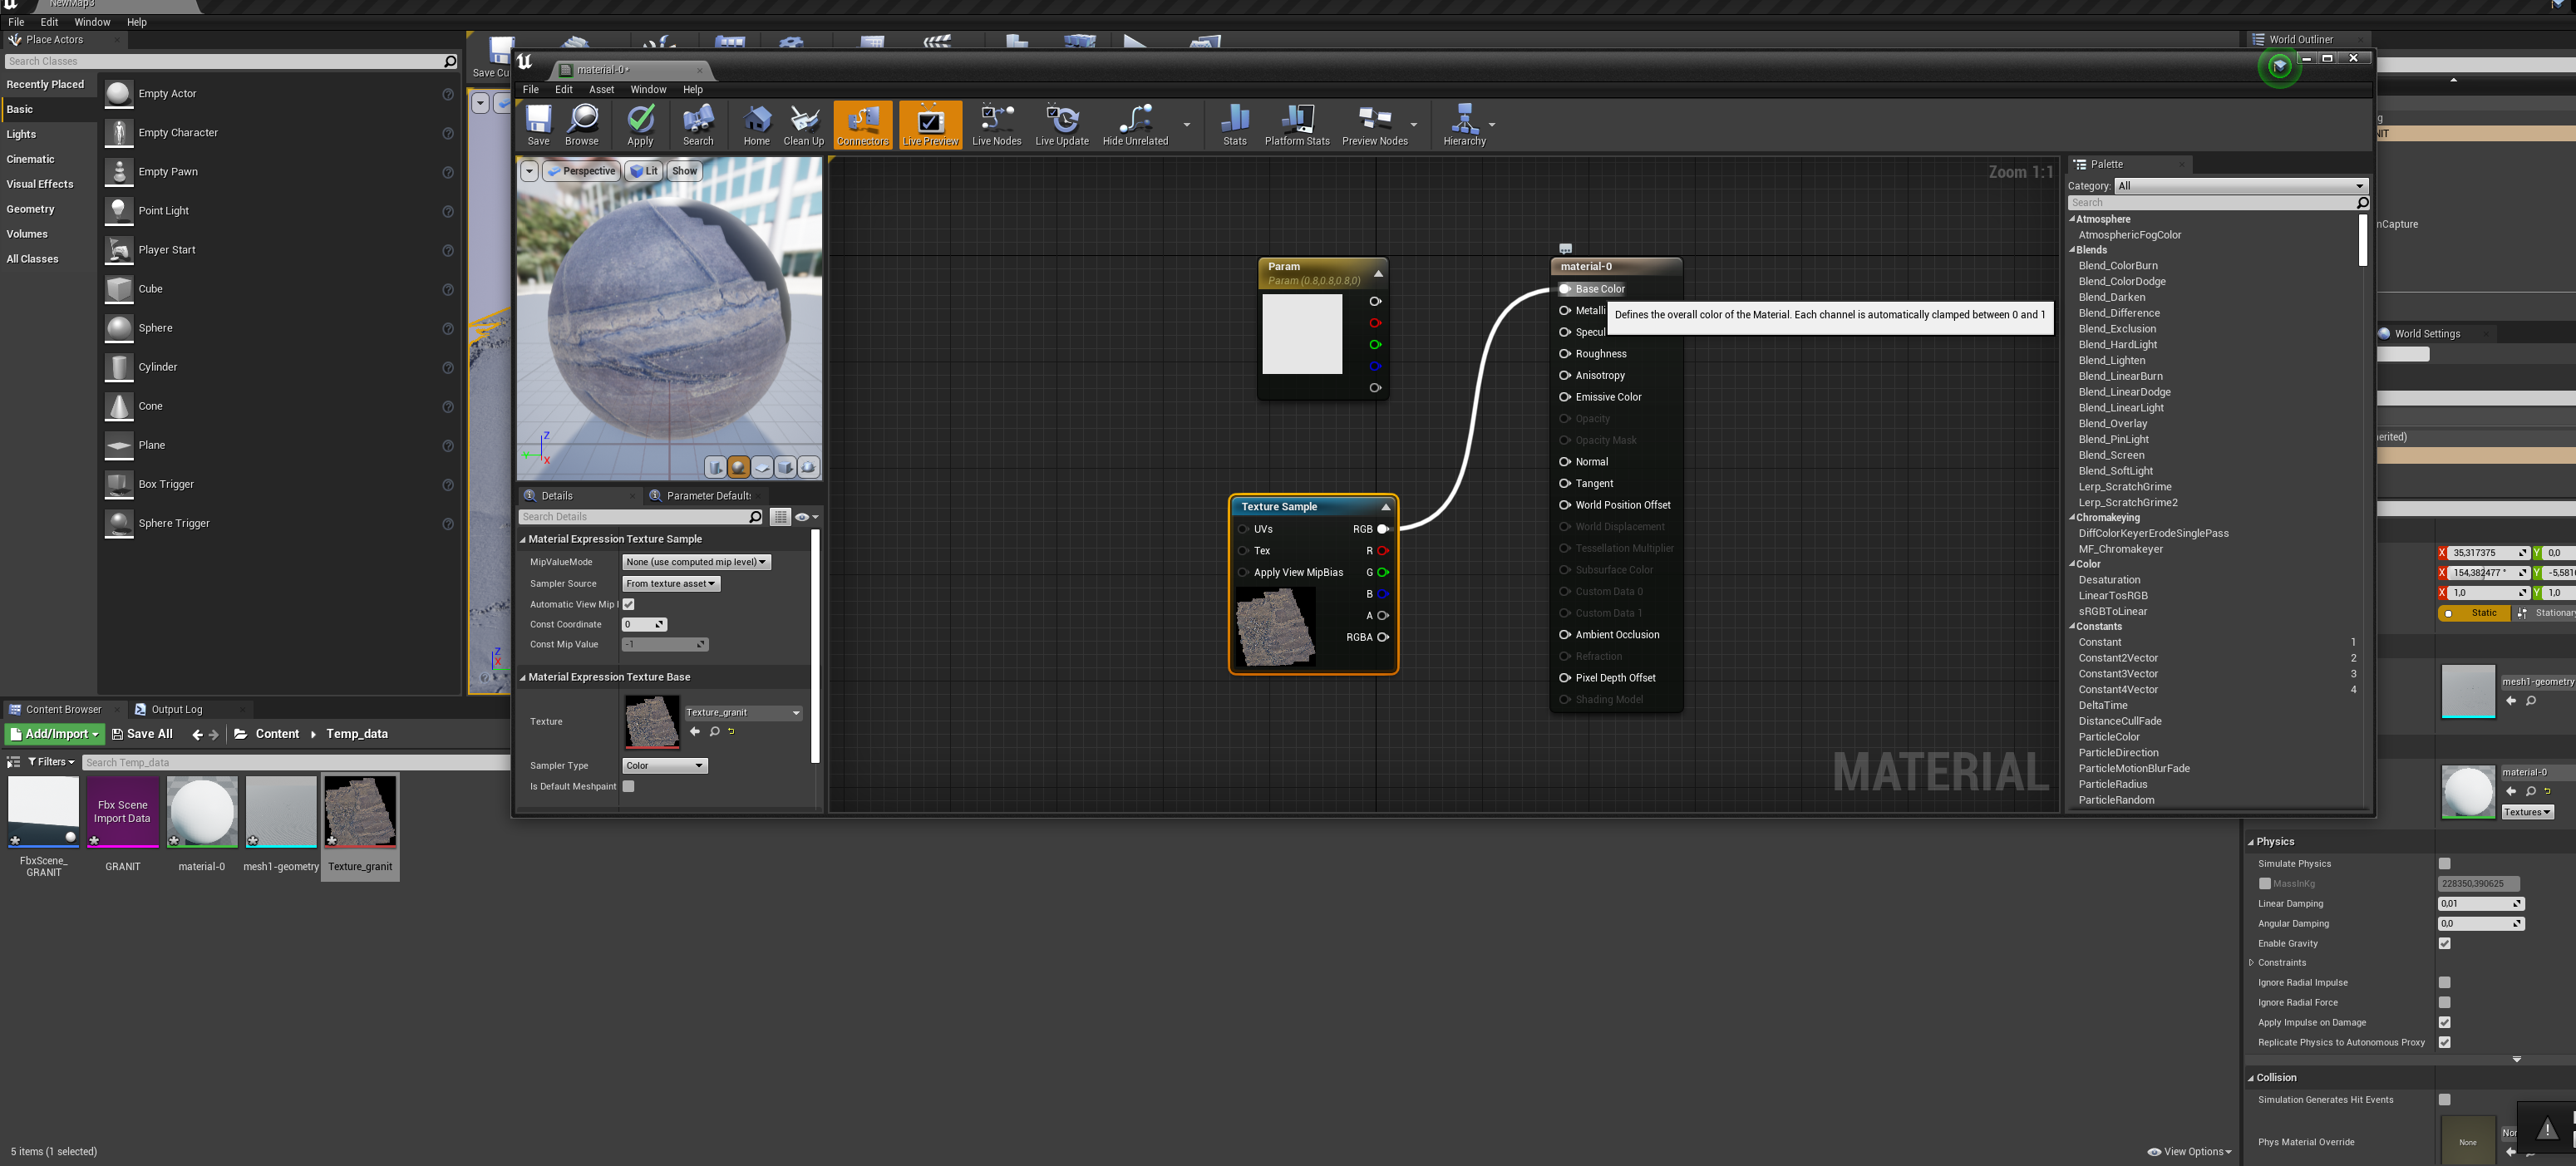 NewMap3
File Edit Window Help
Place Actors
Search Classes
Recently Placed
Basic
Lights
Cinematic
Visual Effects
Geometry
Volumes
All Classes
Empty Actor
Empty Character
Empty Pawn
Point Light
Player Start
Cube
Sphere
Cylinder
Cone
Plane
Box Trigger
Sphere Trigger
Save Cu
material-0*
File Edit Asset Window Help
Save Browse Apply Search Home Clean Up Connectors Live Preview Live Nodes Live Update Hide Unrelated Stats Platform Stats Preview Nodes Hierarchy
Perspective Lit Show
Z
X
Details Parameter Defaults
Search Details
Material Expression Texture Sample
MipValueMode None (use computed mip level)
Sampler Source From texture asset
Automatic View Mip
Const Coordinate 0
Const Mip Value -1
Material Expression Texture Base
Texture Texture_granit
Sampler Type Color
Is Default Meshpaint
Zoom 1:1
Param
Param (0.8,0.8,0.8,0)
Texture Sample
UVs RGB
Tex R
Apply View MipBias G
B
A
RGBA
material-0
Base Color
Metalli
Specul
Defines the overall color of the Material. Each channel is automatically clamped between 0 and 1
Roughness
Anisotropy
Emissive Color
Opacity
Opacity Mask
Normal
Tangent
World Position Offset
World Displacement
Tessellation Multiplier
Subsurface Color
Custom Data 0
Custom Data 1
Ambient Occlusion
Refraction
Pixel Depth Offset
Shading Model
MATERIAL
Palette
Category: All
Search
Atmosphere
AtmosphericFogColor
Blends
Blend_ColorBurn
Blend_ColorDodge
Blend_Darken
Blend_Difference
Blend_Exclusion
Blend_HardLight
Blend_Lighten
Blend_LinearBurn
Blend_LinearDodge
Blend_LinearLight
Blend_Overlay
Blend_PinLight
Blend_Screen
Blend_SoftLight
Lerp_ScratchGrime
Lerp_ScratchGrime2
Chromakeying
DiffColorKeyerErodeSinglePass
MF_Chromakeyer
Color
Desaturation
LinearTosRGB
sRGBToLinear
Constants
Constant 1
Constant2Vector 2
Constant3Vector 3
Constant4Vector 4
DeltaTime
DistanceCullFade
ParticleColor
ParticleDirection
ParticleMotionBlurFade
ParticleRadius
ParticleRandom
World Outliner
g
NIT
nCapture
World Settings
erited)
X 35,317375 Y 0,0
X 154,382477 ° Y -5,581
X 1,0 Y 1,0
Static Stationary
mesh1-geometry
material-0
Textures
Physics
Simulate Physics
MassInKg 228350,390625
Linear Damping 0,01
Angular Damping 0,0
Enable Gravity
Constraints
Ignore Radial Impulse
Ignore Radial Force
Apply Impulse on Damage
Replicate Physics to Autonomous Proxy
Collision
Simulation Generates Hit Events
Phys Material Override None Non
Content Browser Output Log
Add/Import Save All Content Temp_data
Filters Search Temp_data
Fbx Scene
Import Data
FbxScene_
GRANIT
GRANIT
material-0
mesh1-geometry
Texture_granit
5 items (1 selected)
View Options